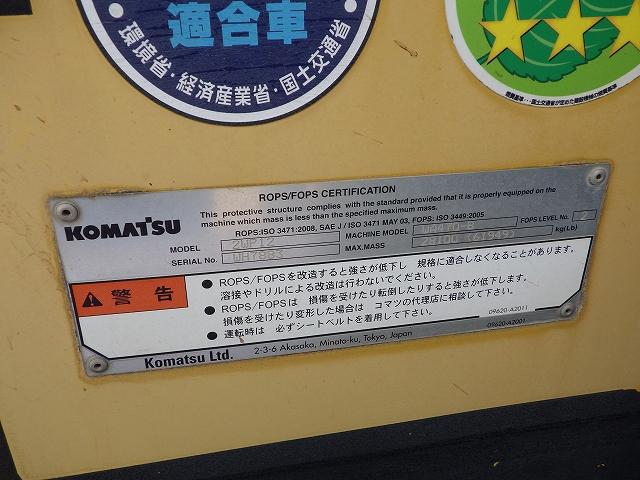 適合車
・環境省・経済産業省・国土交通省
ROPS/FOPS CERTIFICATION
This protective structure complies with the standard provided that it is properly equipped on the
machine which mass is less than the specified maximum mass.
KOMATSU
ROPS:ISO 3471:2008, SAE J / ISO 3471 MAY 03, FOPS: ISO 3449:2005
MODEL 2WPT2 MACHINE MODEL WA470-6 FOPS LEVEL No. 2
SERIAL No. WH7883 MAX.MASS 28100 (61949) kg(Lb)
警告
● ROPS/FOPSを改造すると強さが低下し 規格に適合しなくなることがあります。
溶接やドリルによる改造は行わないでください。
● ROPS/FOPSは 損傷を受けたり転倒したりすると強さが低下します。
損傷を受けたり変形した場合は コマツの代理店に相談して下さい。
● 運転時は 必ずシートベルトを着用して下さい。
09620-A2011
Komatsu Ltd. 2-3-6 Akasaka, Minato-ku, Tokyo, Japan
09620-A2001